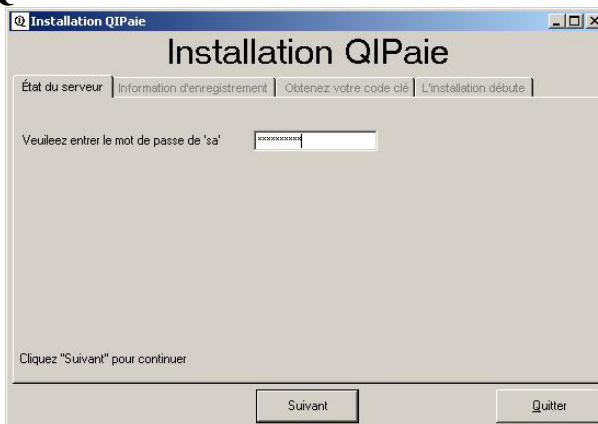 Installation QIPaie
Installation QIPaie
État du serveur Information d'enregistrement Obtenez votre code clé L'installation débute
Veuileez entrer le mot de passe de 'sa' xxxxxxxxxx
Cliquez "Suivant" pour continuer
Suivant Quitter